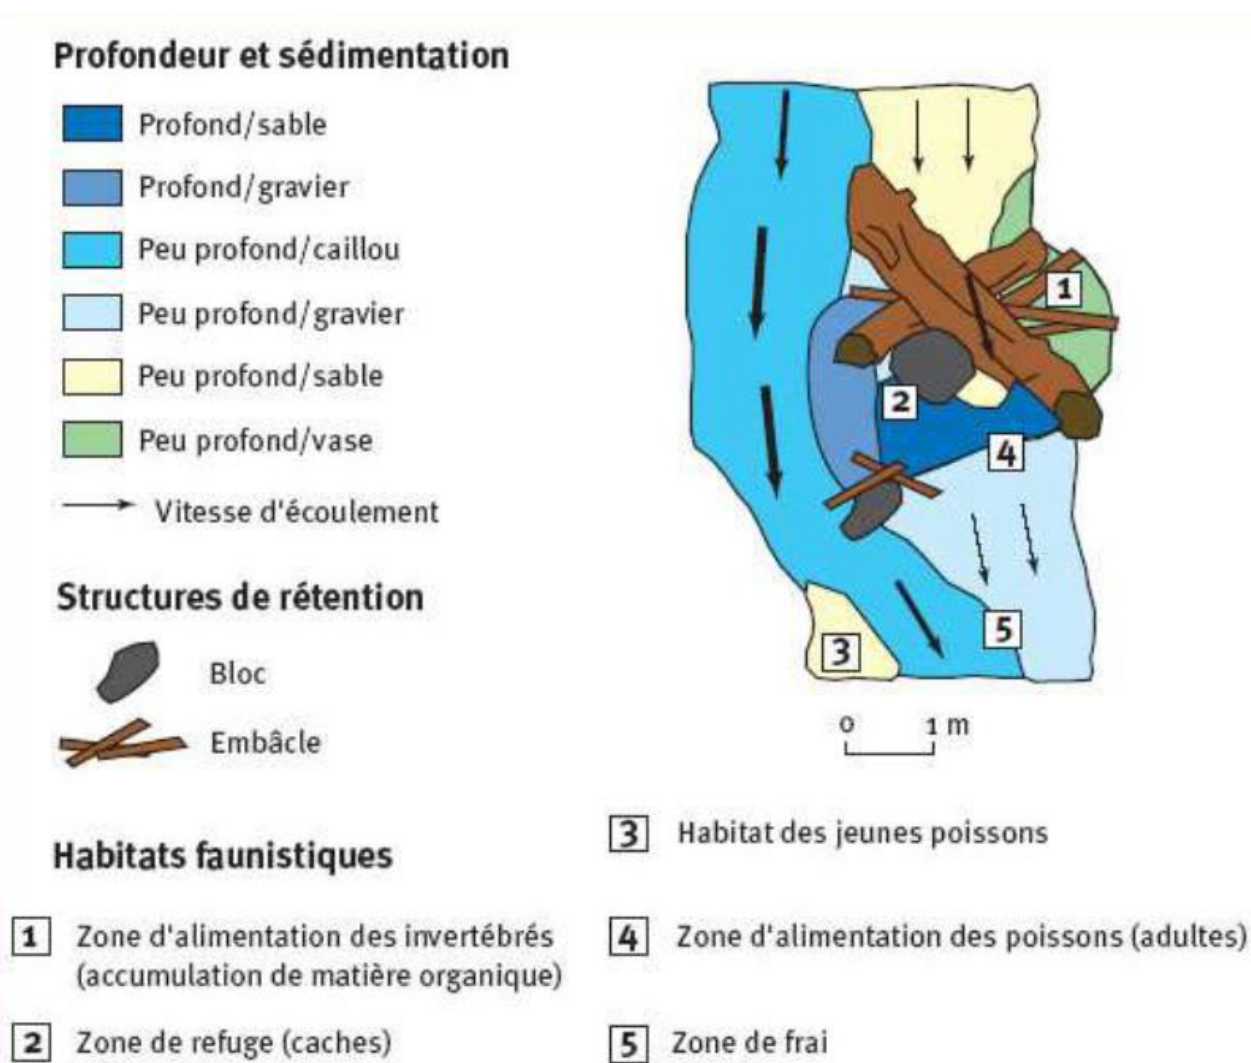 Profondeur et sédimentation
Profond/sable
Profond/gravier
Peu profond/caillou
Peu profond/gravier
Peu profond/sable
Peu profond/vase
Vitesse d'écoulement
Structures de rétention
Bloc
Embâcle
1
2
4
3
5
0 1 m
Habitats faunistiques
1 Zone d'alimentation des invertébrés
(accumulation de matière organique)
2 Zone de refuge (caches)
3 Habitat des jeunes poissons
4 Zone d'alimentation des poissons (adultes)
5 Zone de frai